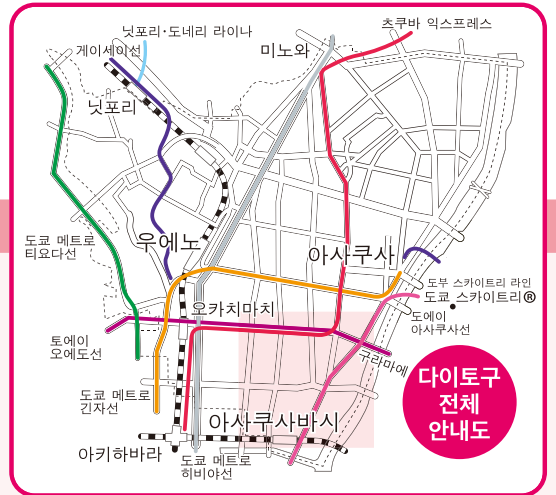 닛포리·도네리 라이나
츠쿠바 익스프레스
게이세이선
미노와
닛포리
도쿄 메트로
티요다선
우에노
아사쿠사
도부 스카이트리 라인
도쿄 스카이트리®
오카치마치
도에이
아사쿠사선
토에이
오에도선
구라마에
다이토구
전체
안내도
도쿄 메트로
긴자선
아사쿠사바시
아키하바라
도쿄 메트로
히비야선